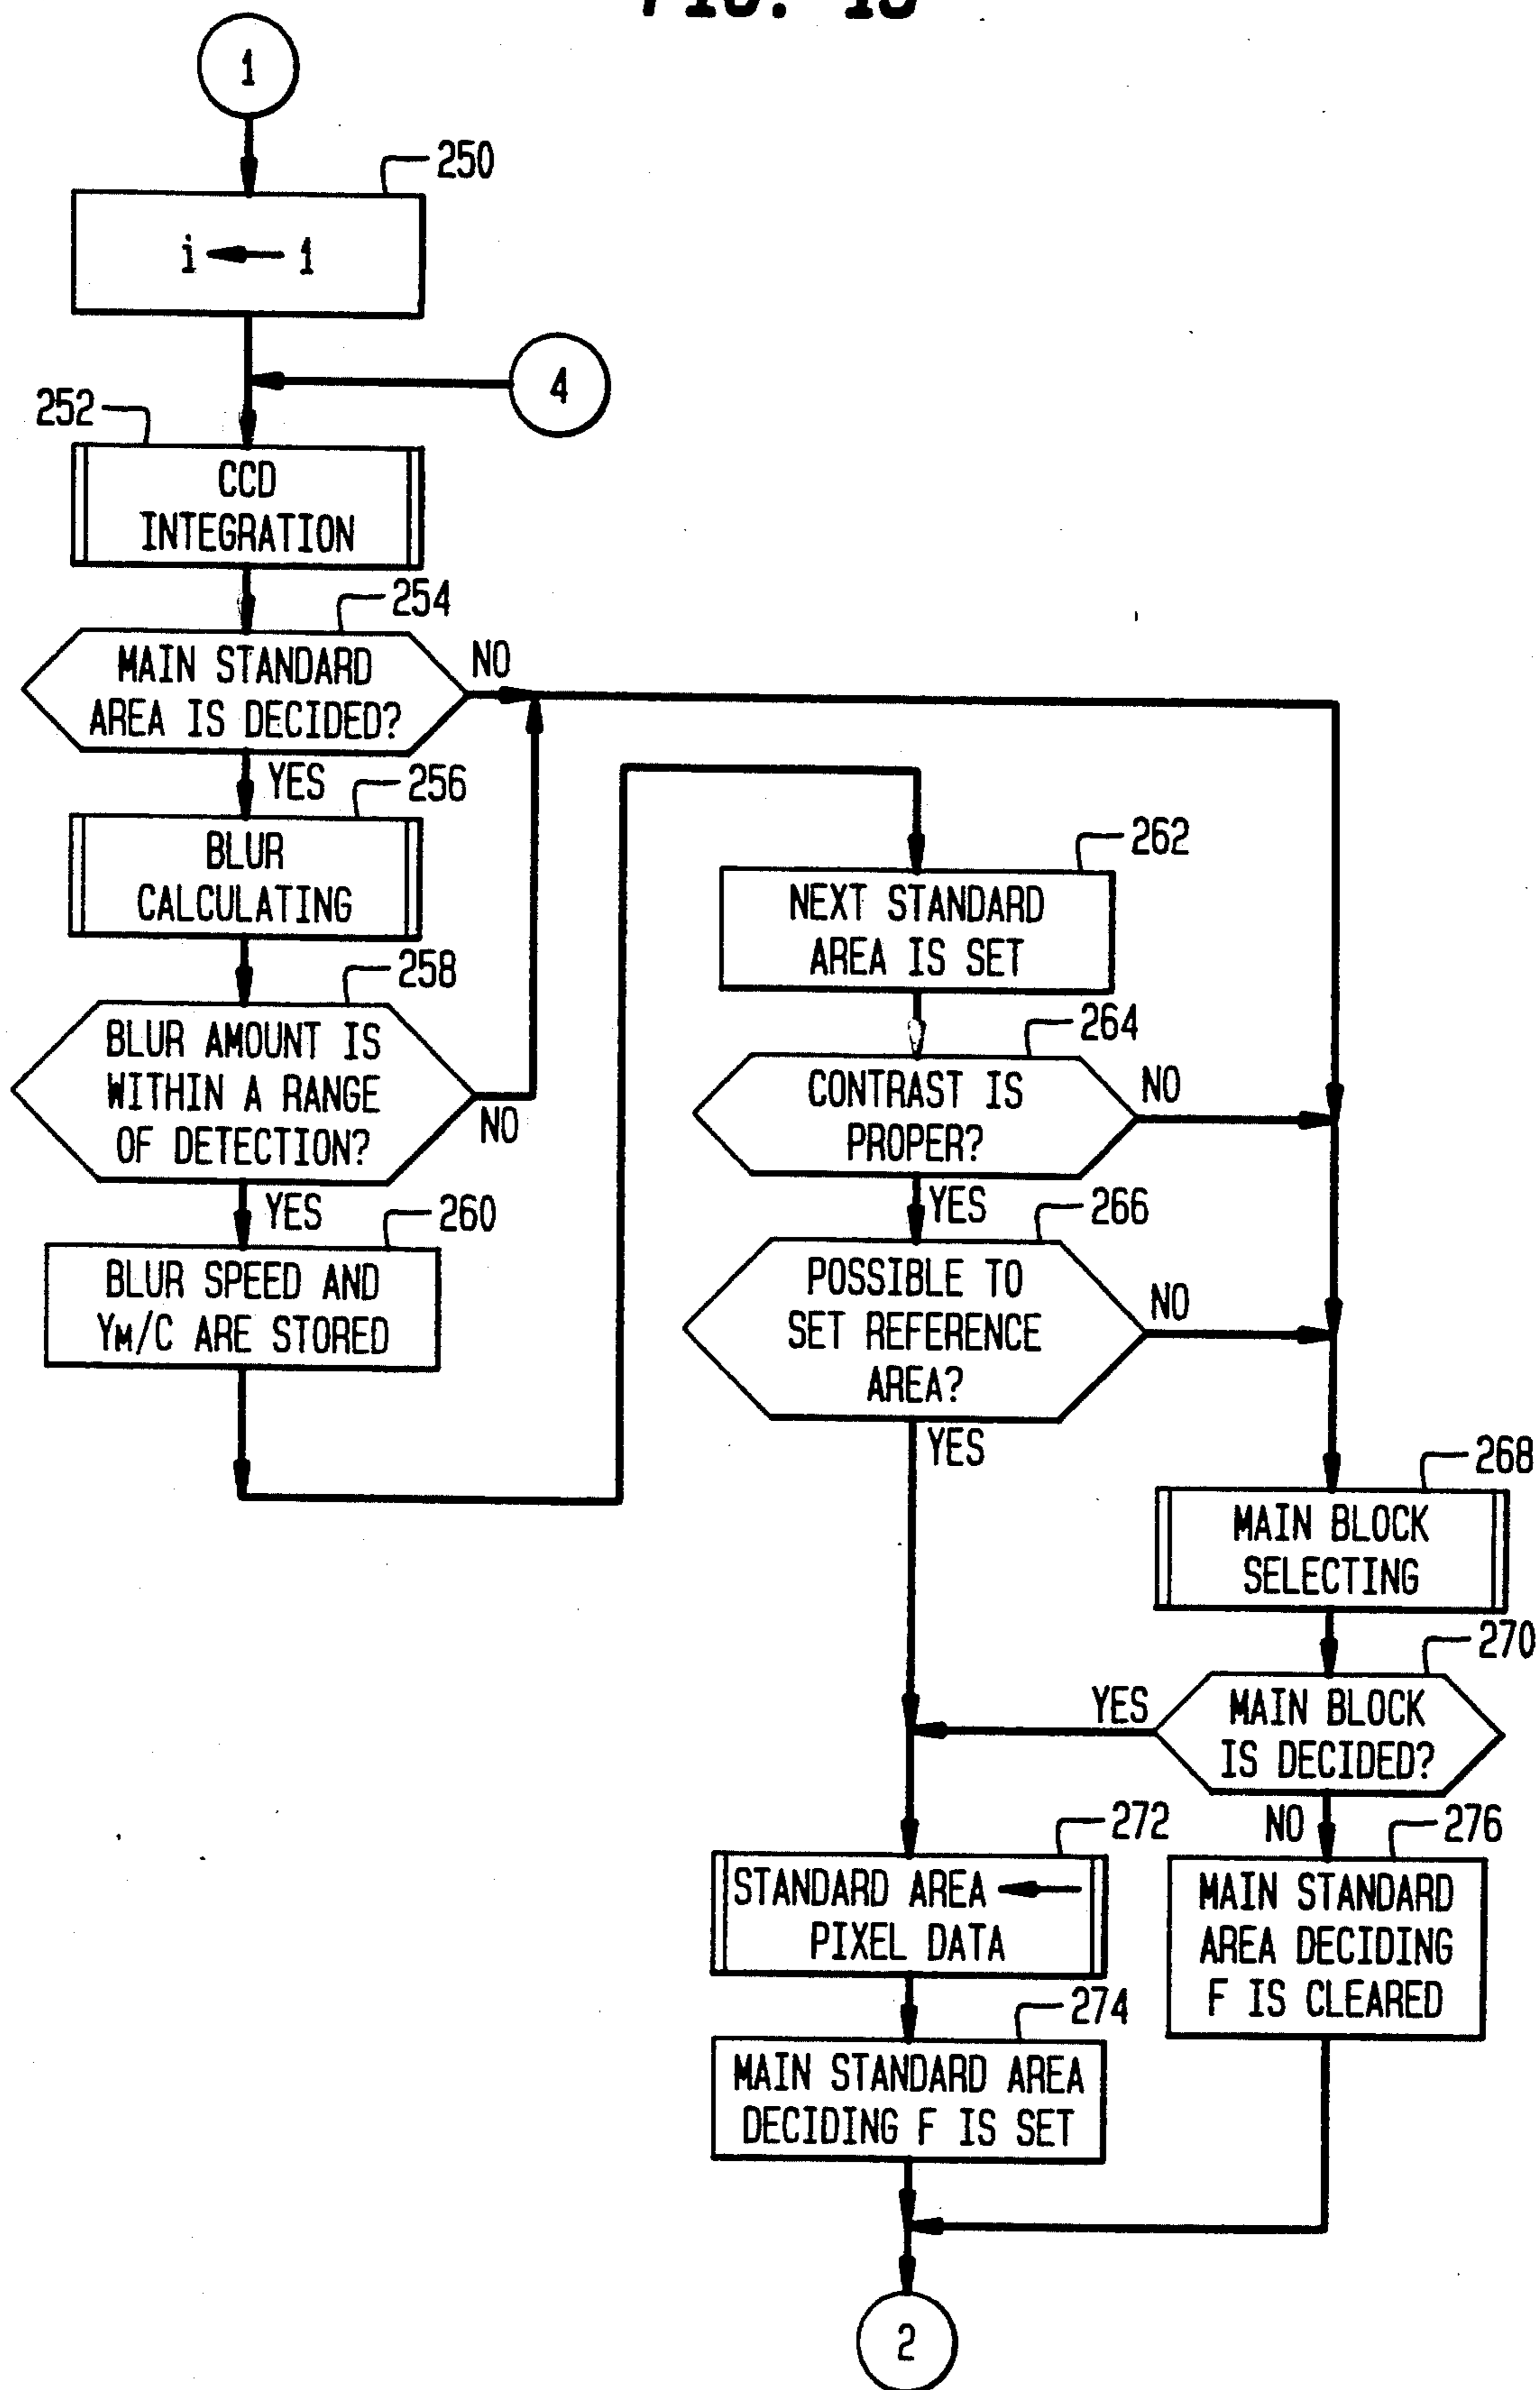 1
250
i ← 1
4
252
CCD
INTEGRATION
254
MAIN STANDARD
AREA IS DECIDED?
NO
YES
256
BLUR
CALCULATING
258
BLUR AMOUNT IS
WITHIN A RANGE
OF DETECTION?
NO
YES
260
BLUR SPEED AND
YM/C ARE STORED
262
NEXT STANDARD
AREA IS SET
264
CONTRAST IS
PROPER?
NO
YES
266
POSSIBLE TO
SET REFERENCE
AREA?
NO
YES
268
MAIN BLOCK
SELECTING
270
MAIN BLOCK
IS DECIDED?
YES
NO
272
STANDARD AREA ←
PIXEL DATA
274
MAIN STANDARD AREA
DECIDING F IS SET
276
MAIN STANDARD
AREA DECIDING
F IS CLEARED
2